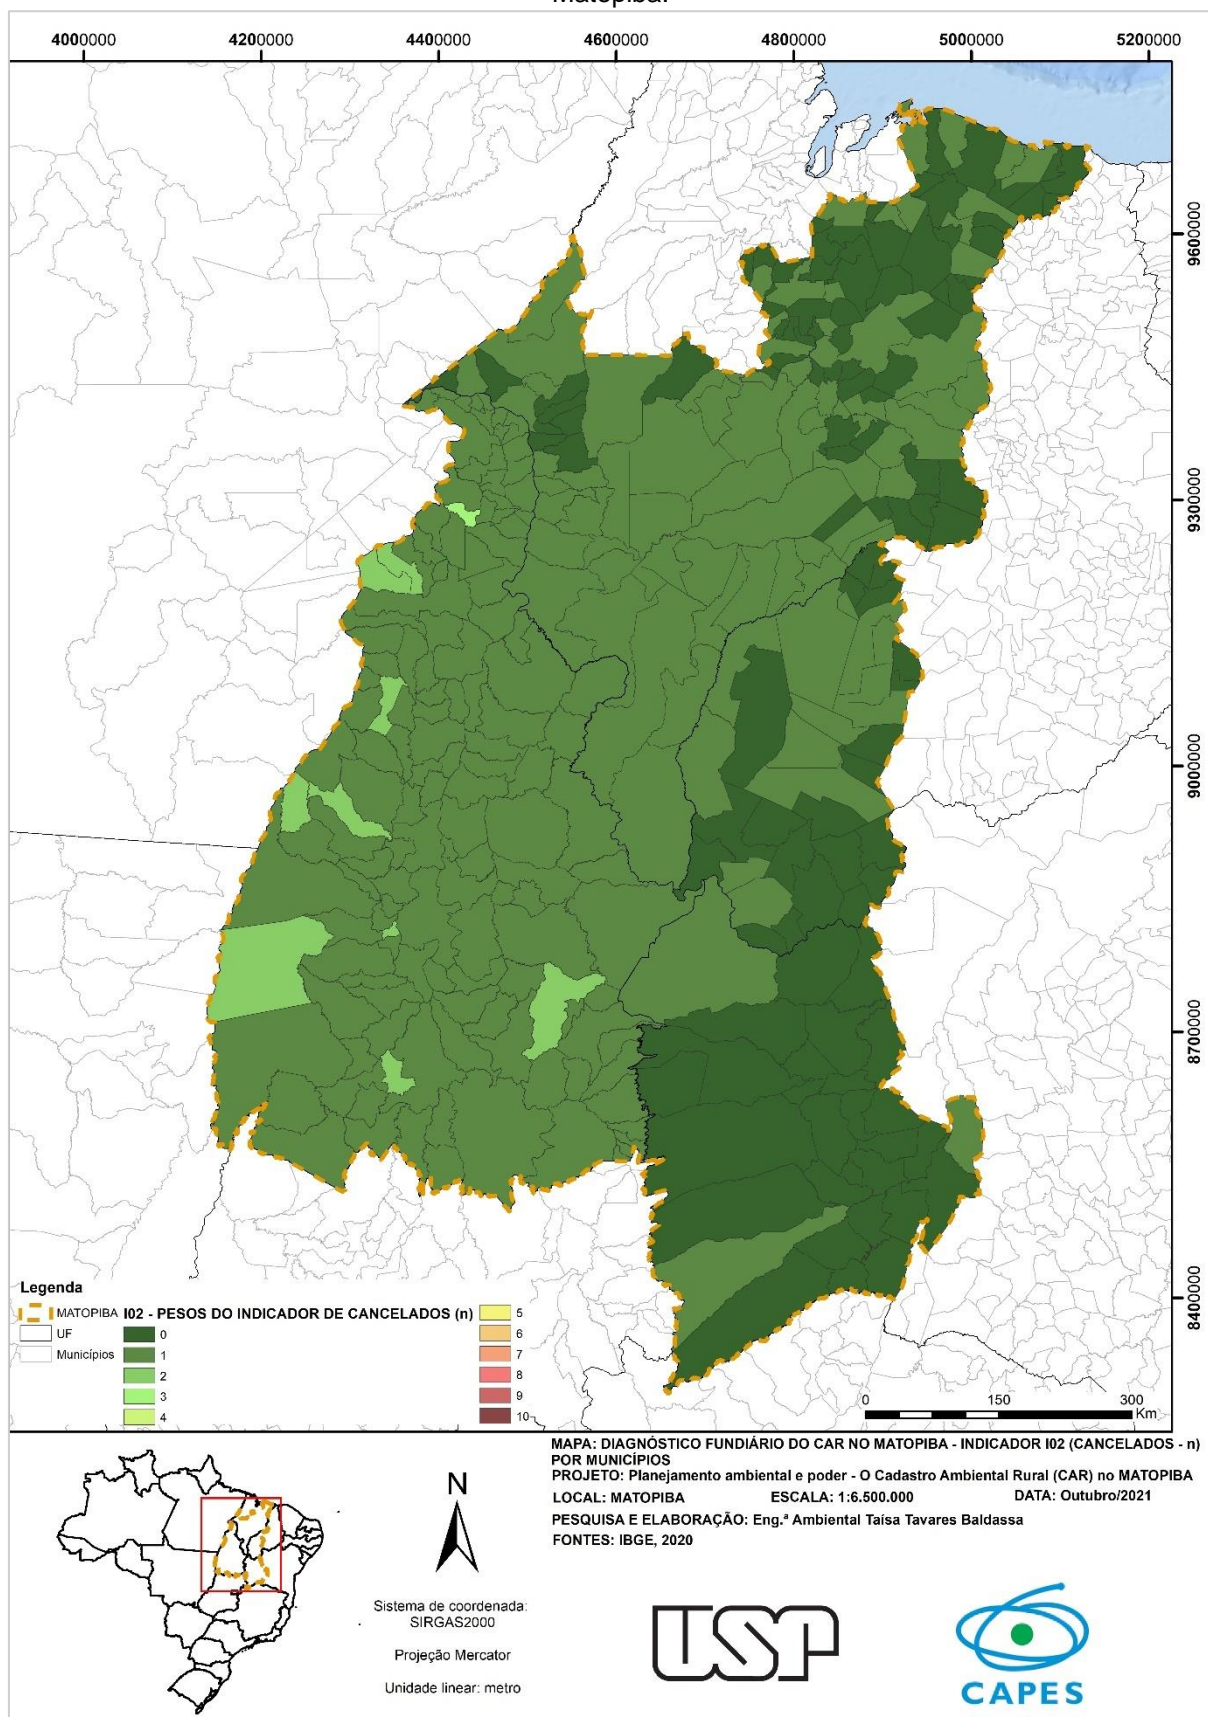 Matopiba.
4000000 4200000 4400000 4600000 4800000 5000000 5200000
9600000
9300000
9000000
8700000
8400000
Legenda
MATOPIBA
UF
Municípios
I02 - PESOS DO INDICADOR DE CANCELADOS (n)
0
1
2
3
4
5
6
7
8
9
10
0 150 300
Km
MAPA: DIAGNÓSTICO FUNDIÁRIO DO CAR NO MATOPIBA - INDICADOR I02 (CANCELADOS - n)
POR MUNICÍPIOS
PROJETO: Planejamento ambiental e poder - O Cadastro Ambiental Rural (CAR) no MATOPIBA
LOCAL: MATOPIBA ESCALA: 1:6.500.000 DATA: Outubro/2021
PESQUISA E ELABORAÇÃO: Eng.ª Ambiental Taísa Tavares Baldassa
FONTES: IBGE, 2020
N
Sistema de coordenada:
SIRGAS2000
Projeção Mercator
Unidade linear: metro
USP
CAPES